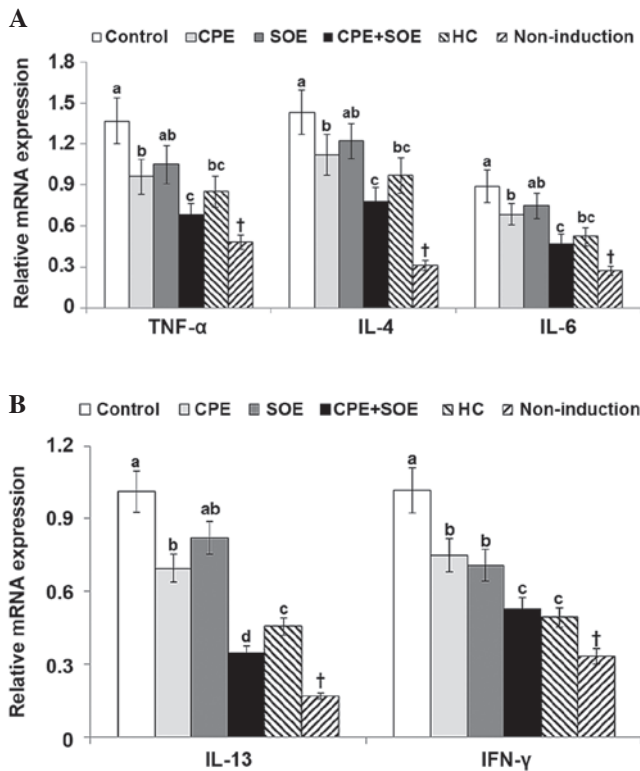 A
Control CPE SOE CPE+SOE HC Non-induction
Relative mRNA expression
1.8
1.5
1.2
0.9
0.6
0.3
0
a b ab c bc †
a b ab c bc †
a b ab c bc †
TNF-α IL-4 IL-6
B
Control CPE SOE CPE+SOE HC Non-induction
Relative mRNA expression
1.2
0.9
0.6
0.3
0
a b ab d c †
a b b c c †
IL-13 IFN-γ